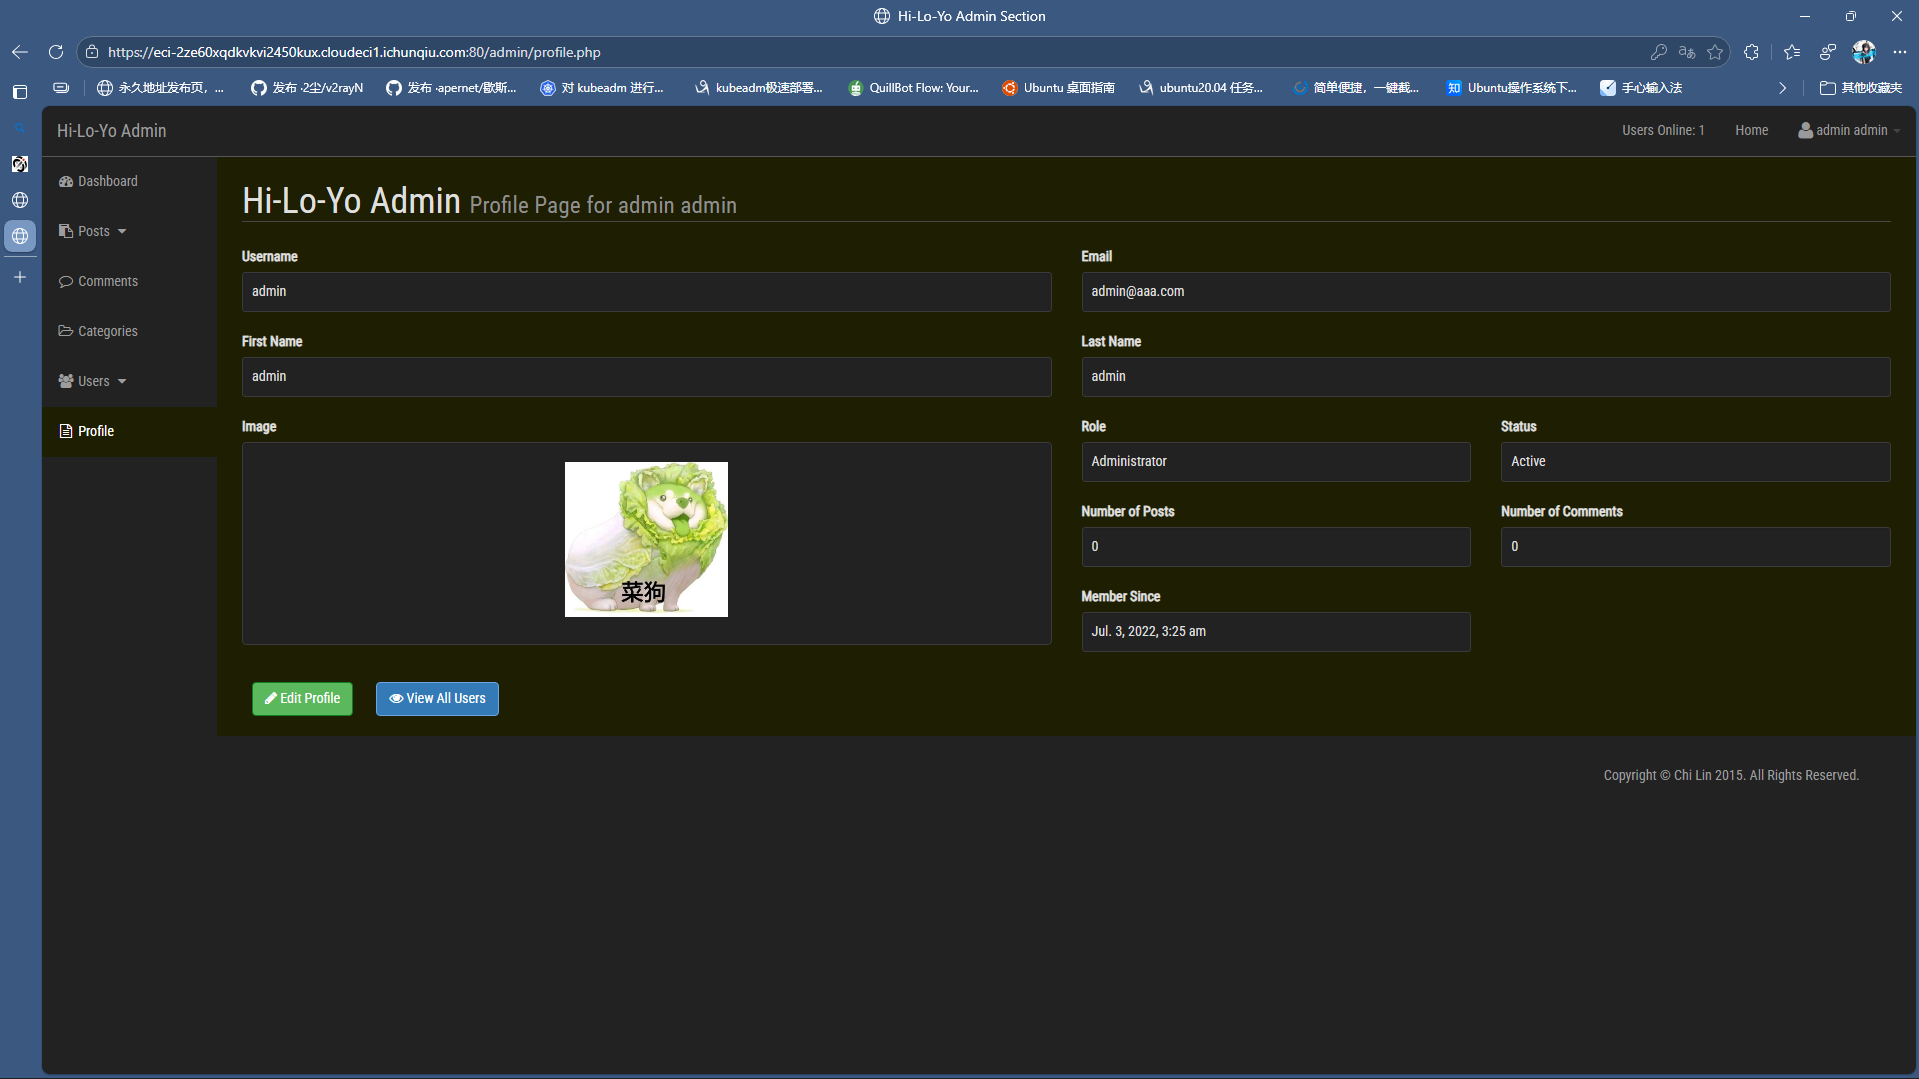 Hi-Lo-Yo Admin Section
https://eci-2ze60xqdkvkvi2450kux.cloudeci1.ichunqiu.com:80/admin/profile.php
永久地址发布页, ...
发布 ·2尘/v2rayN
发布 ·apernet/歇斯...
对 kubeadm 进行...
kubeadm极速部署...
QuillBot Flow: Your...
Ubuntu 桌面指南
ubuntu20.04 任务...
简单便捷，一键截...
知 Ubuntu操作系统下...
手心输入法
其他收藏夹
Hi-Lo-Yo Admin
Users Online: 1
Home
admin admin
Dashboard
Posts
Comments
Categories
Users
Profile
Hi-Lo-Yo Admin Profile Page for admin admin
Username
admin
Email
admin@aaa.com
First Name
admin
Last Name
admin
Image
菜狗
Role
Administrator
Status
Active
Number of Posts
0
Number of Comments
0
Member Since
Jul. 3, 2022, 3:25 am
Edit Profile
View All Users
Copyright © Chi Lin 2015. All Rights Reserved.